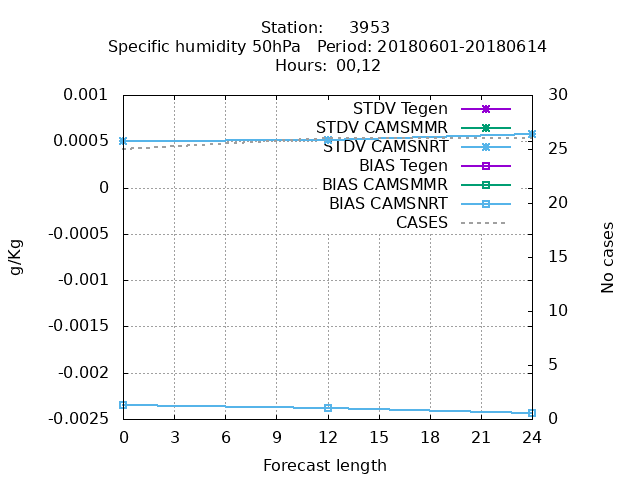 Station: 3953
Specific humidity 50hPa Period: 20180601-20180614
Hours: 00,12
0.001
0.0005
0
-0.0005
-0.001
-0.0015
-0.002
-0.0025
g/Kg
STDV Tegen
STDV CAMSMMR
STDV CAMSNRT
BIAS Tegen
BIAS CAMSMMR
BIAS CAMSNRT
CASES
30
25
20
15
10
5
0
No cases
0 3 6 9 12 15 18 21 24
Forecast length